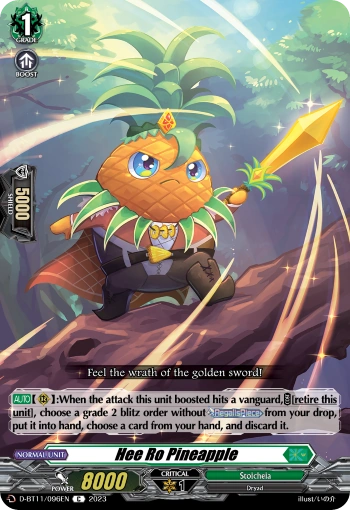 1
GRADE
BOOST
5000
SHIELD
Feel the wrath of the golden sword!
AUTO [RC]:When the attack this unit boosted hits a vanguard, [retire this
unit], choose a grade 2 blitz order without RegalisPiece from your drop,
put it into hand, choose a card from your hand, and discard it.
NORMAL UNIT
Hee Ro Pineapple
POWER 8000
CRITICAL
1
Stoicheia
Dryad
D-BT11/096EN C 2023
illust/いの介